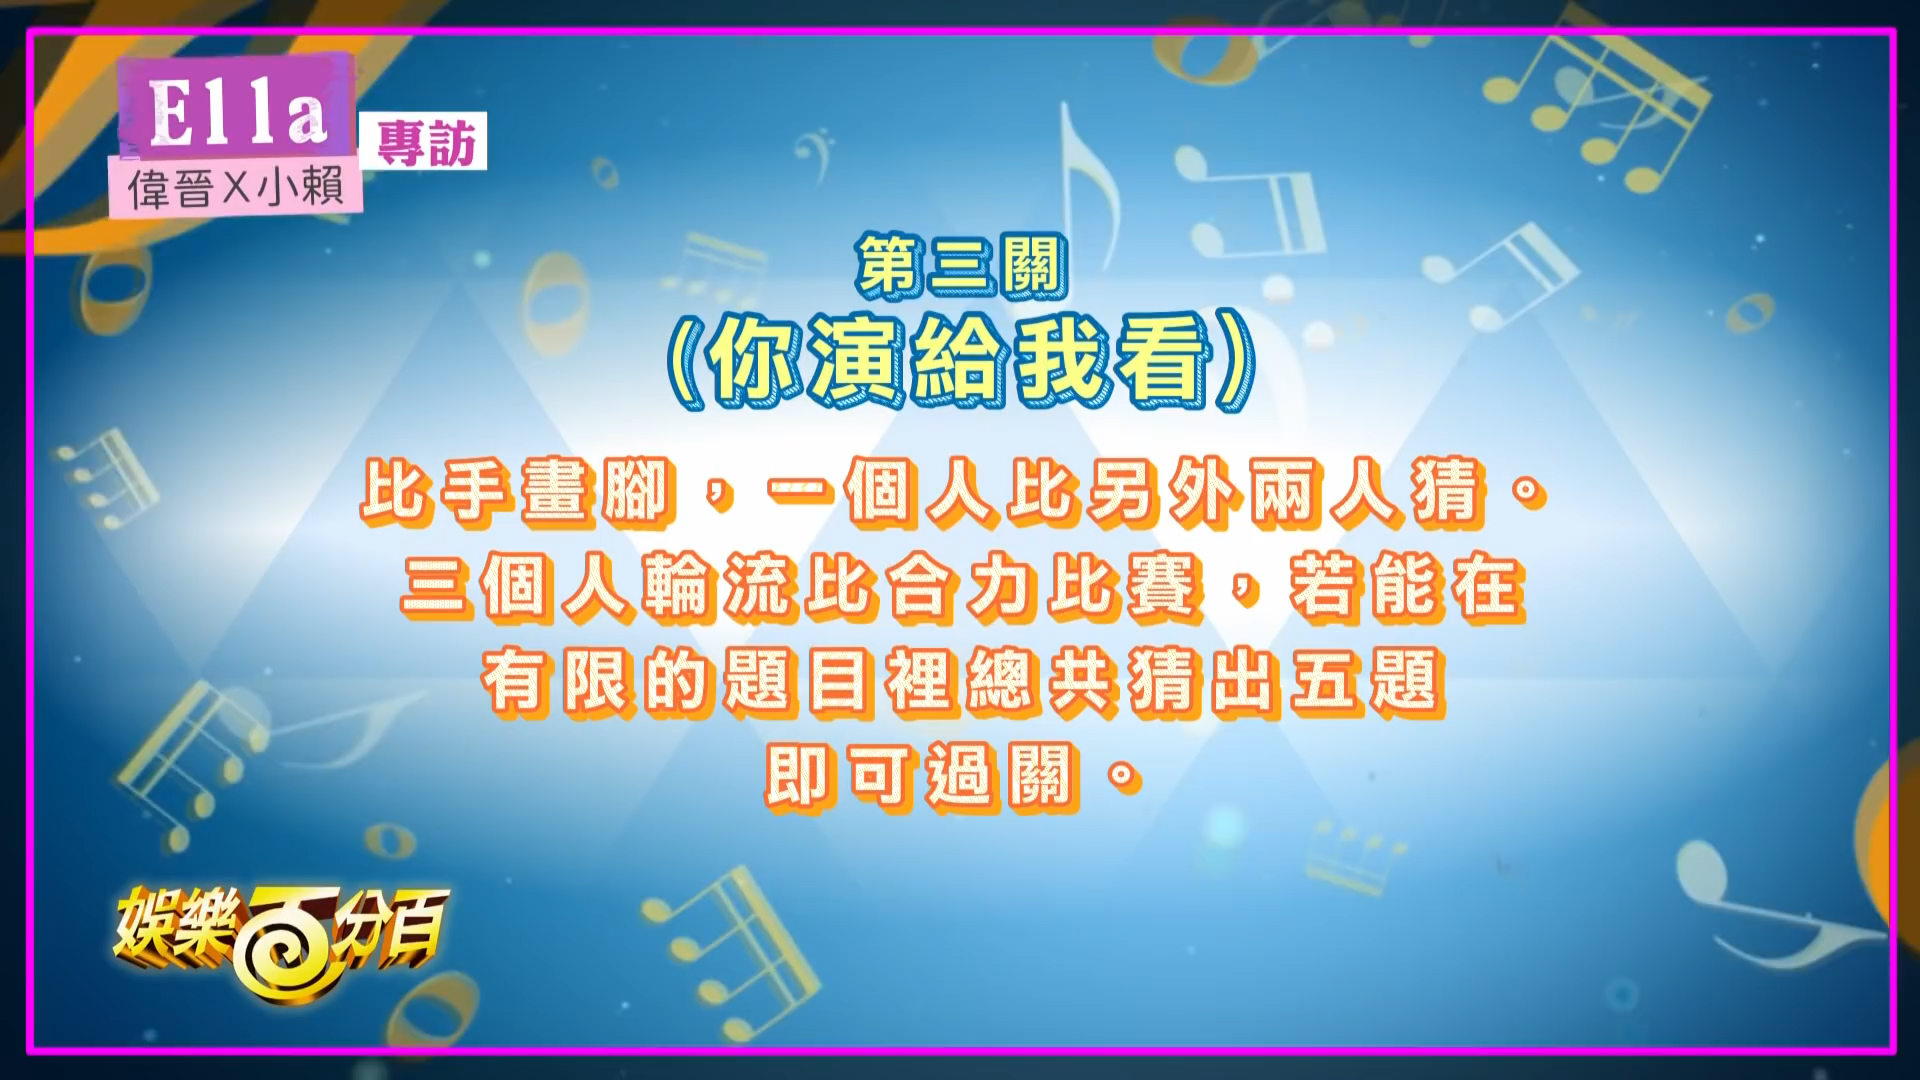 Ella
專訪
偉晉X小賴
第三關
(你演給我看)
比手畫腳，一個人比另外兩人猜。
三個人輪流比合力比賽，若能在
有限的題目裡總共猜出五題
即可過關。
娛樂百分百